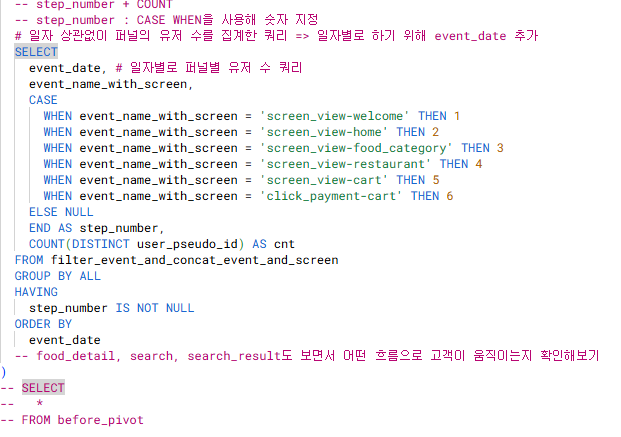 -- step_number + COUNT
-- step_number : CASE WHEN을 사용해 숫자 지정
# 일자 상관없이 퍼널의 유저 수를 집계한 쿼리 => 일자별로 하기 위해 event_date 추가
SELECT
event_date, # 일자별로 퍼널별 유저 수 쿼리
event_name_with_screen,
CASE
WHEN event_name_with_screen = 'screen_view-welcome' THEN 1
WHEN event_name_with_screen = 'screen_view-home' THEN 2
WHEN event_name_with_screen = 'screen_view-food_category' THEN 3
WHEN event_name_with_screen = 'screen_view-restaurant' THEN 4
WHEN event_name_with_screen = 'screen_view-cart' THEN 5
WHEN event_name_with_screen = 'click_payment-cart' THEN 6
ELSE NULL
END AS step_number,
COUNT(DISTINCT user_pseudo_id) AS cnt
FROM filter_event_and_concat_event_and_screen
GROUP BY ALL
HAVING
step_number IS NOT NULL
ORDER BY
event_date
-- food_detail, search, search_result도 보면서 어떤 흐름으로 고객이 움직이는지 확인해보기
)
-- SELECT
-- *
-- FROM before_pivot